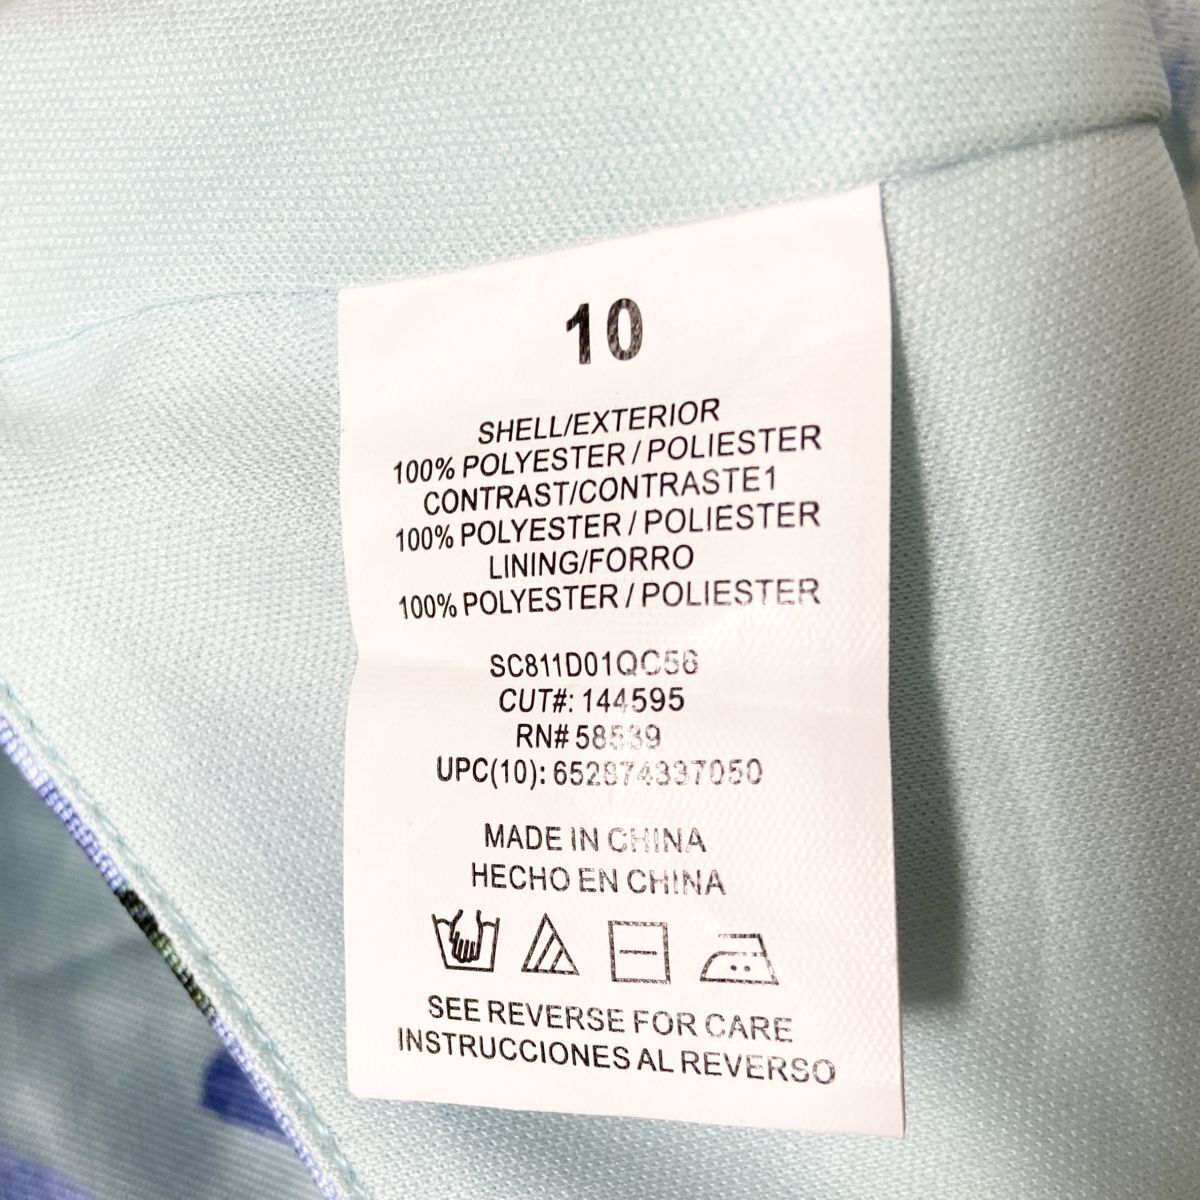 10
SHELL/EXTERIOR
100% POLYESTER / POLIESTER
CONTRAST/CONTRASTE1
100% POLYESTER / POLIESTER
LINING/FORRO
100% POLYESTER / POLIESTER
SC811D01QC56
CUT#: 144595
RN# 58539
UPC(10): 652874337050
MADE IN CHINA
HECHO EN CHINA
SEE REVERSE FOR CARE
INSTRUCCIONES AL REVERSO